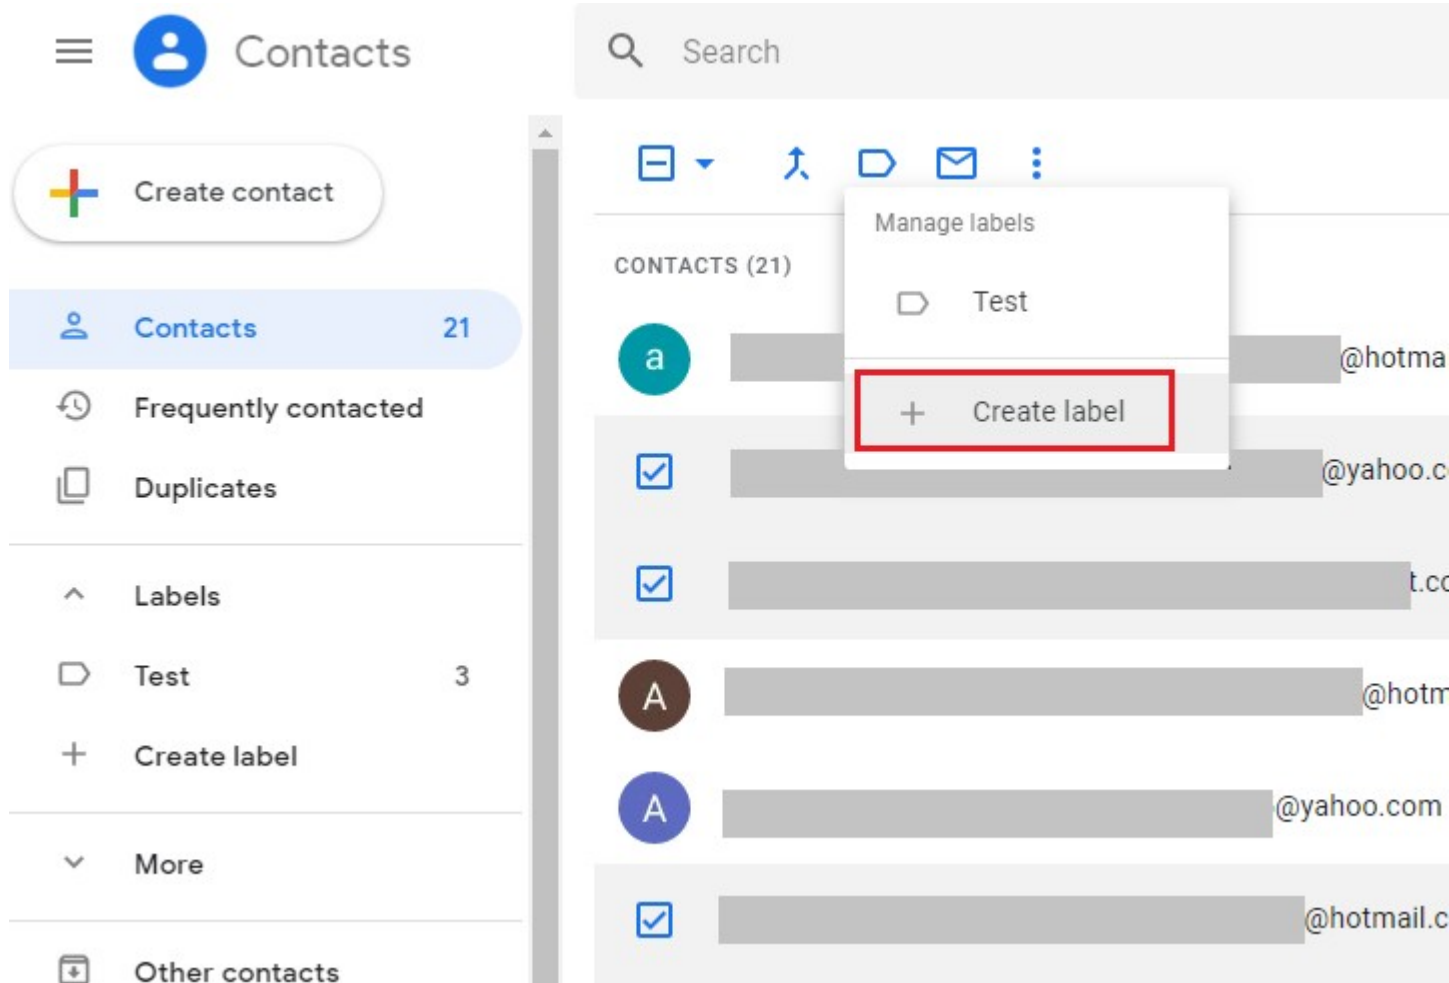 Contacts
Search
Create contact
Manage labels
CONTACTS (21)
Test
Contacts 21
a
@hotmai
Frequently contacted
Create label
@yahoo.c
Duplicates
t.co
Labels
Test 3
A
@hotm
Create label
A
@yahoo.com
More
@hotmail.c
Other contacts